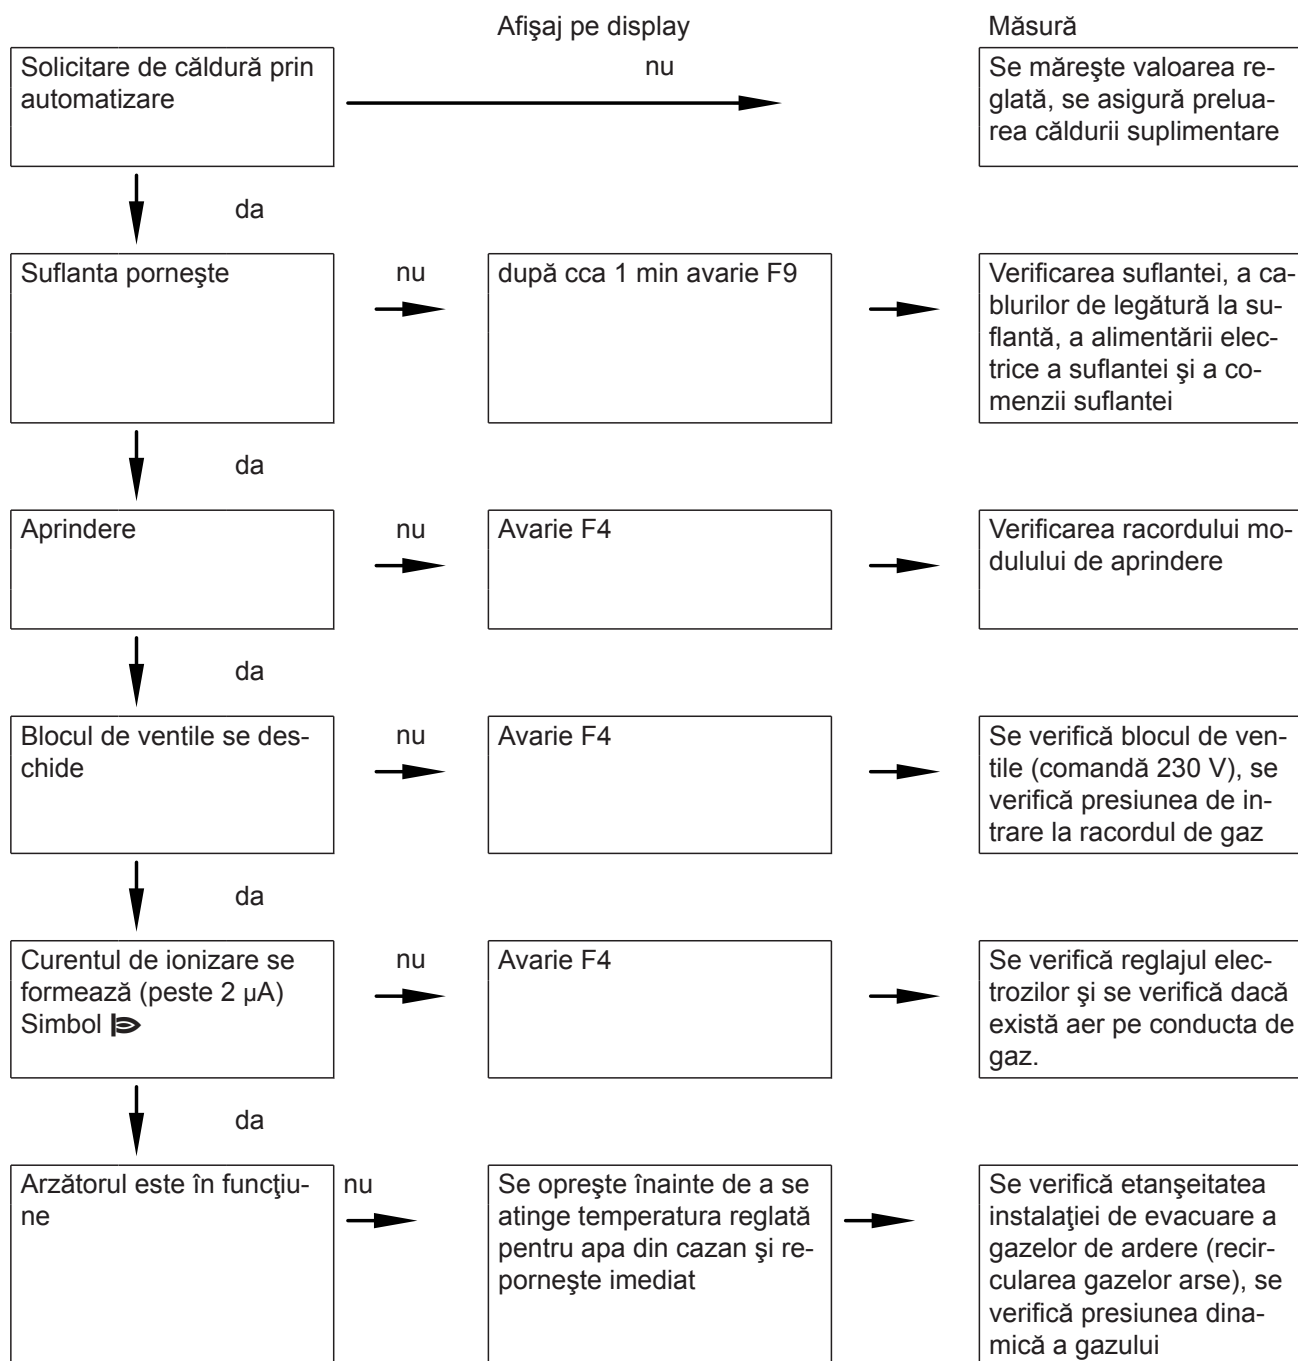 Afişaj pe display
Măsură
Solicitare de căldură prin
automatizare
nu
Se măreşte valoarea re-
glată, se asigură prelua-
rea căldurii suplimentare
da
Suflanta porneşte
nu
după cca 1 min avarie F9
Verificarea suflantei, a ca-
blurilor de legătură la su-
flantă, a alimentării elec-
trice a suflantei şi a co-
menzii suflantei
da
Aprindere
nu
Avarie F4
Verificarea racordului mo-
dulului de aprindere
da
Blocul de ventile se des-
chide
nu
Avarie F4
Se verifică blocul de ven-
tile (comandă 230 V), se
verifică presiunea de in-
trare la racordul de gaz
da
Curentul de ionizare se
formează (peste 2 µA)
Simbol
nu
Avarie F4
Se verifică reglajul elec-
trozilor şi se verifică dacă
există aer pe conducta de
gaz.
da
Arzătorul este în funcţiu-
ne
nu
Se opreşte înainte de a se
atinge temperatura reglată
pentru apa din cazan şi re-
porneşte imediat
Se verifică etanşeitatea
instalaţiei de evacuare a
gazelor de ardere (recir-
cularea gazelor arse), se
verifică presiunea dina-
mică a gazului